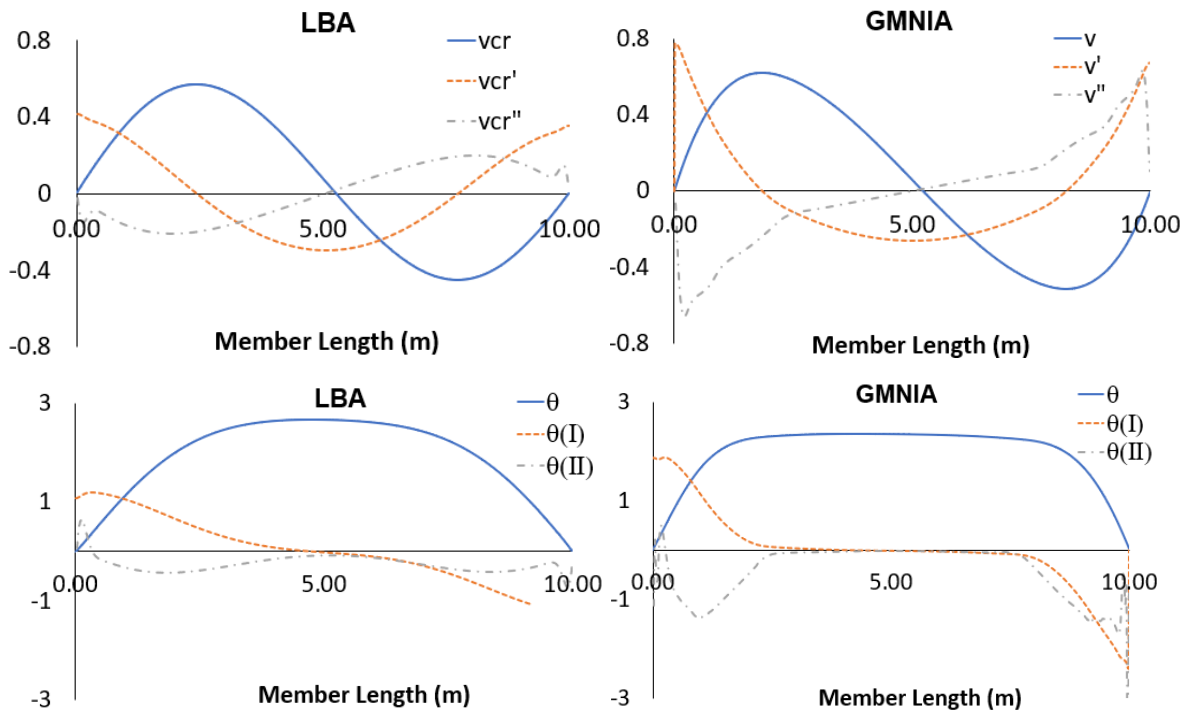 LBA
0.8
0.4
0
-0.4
-0.8
vcr
vcr'
vcr"
0.00
5.00
10.00
Member Length (m)
GMNIA
0.8
0.4
0
-0.4
-0.8
v
v'
v"
0.00
5.00
10.00
Member Length (m)
LBA
3
1
-1
-3
θ
θ(I)
θ(II)
0.00
5.00
10.00
Member Length (m)
GMNIA
3
1
-1
-3
θ
θ(I)
θ(II)
0.00
5.00
10.00
Member Length (m)